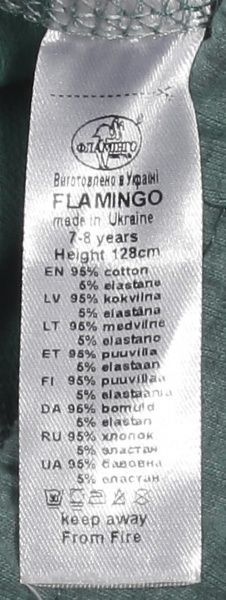 ФЛАМІНГО
Виготовлено в Україні
FLAMINGO
made in Ukraine
7-8 years
Height 128cm
EN 95% cotton
5% elastane
LV 95% kokvilna
5% elastāna
LT 95% medvilne
5% elastano
ET 95% puuvilla
5% elastaan
FI 95% puuvillaa
5% elastaania
DA 95% bomuld
5% elastan
RU 95% хлопок
5% эластан
UA 95% бавовна
5% еластан
keep away
From Fire